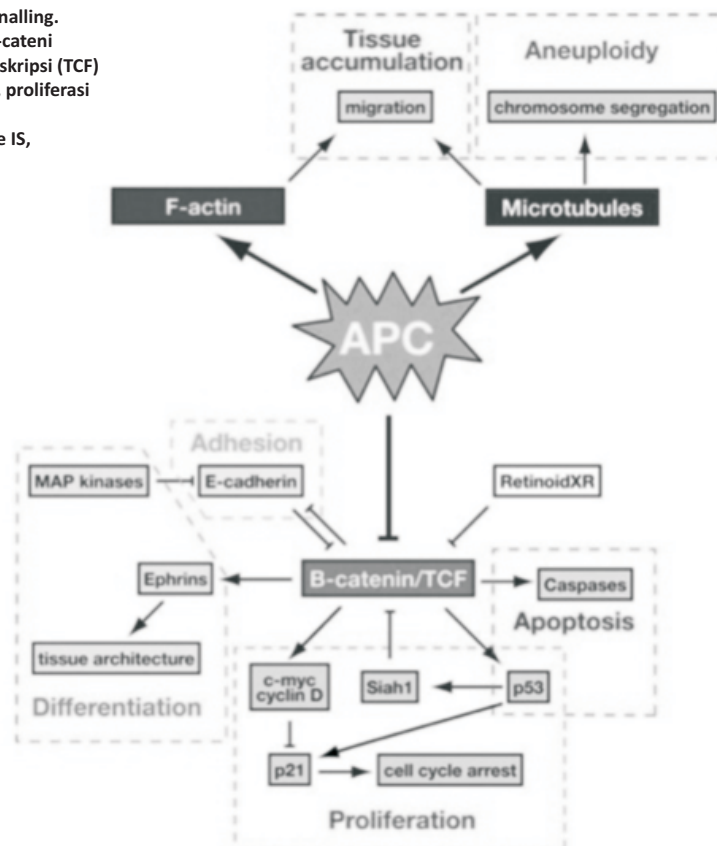 nalling.
-cateni
skripsi (TCF)
proliferasi
e IS,
Tissue
accumulation
migration
Aneuploidy
chromosome segregation
F-actin
Microtubules
APC
Adhesion
MAP kinases
E-cadherin
RetinoidXR
Ephrins
B-catenin/TCF
Caspases
Apoptosis
tissue architecture
c-myc
cyclin D
Siah1
p53
Differentiation
p21
cell cycle arrest
Proliferation